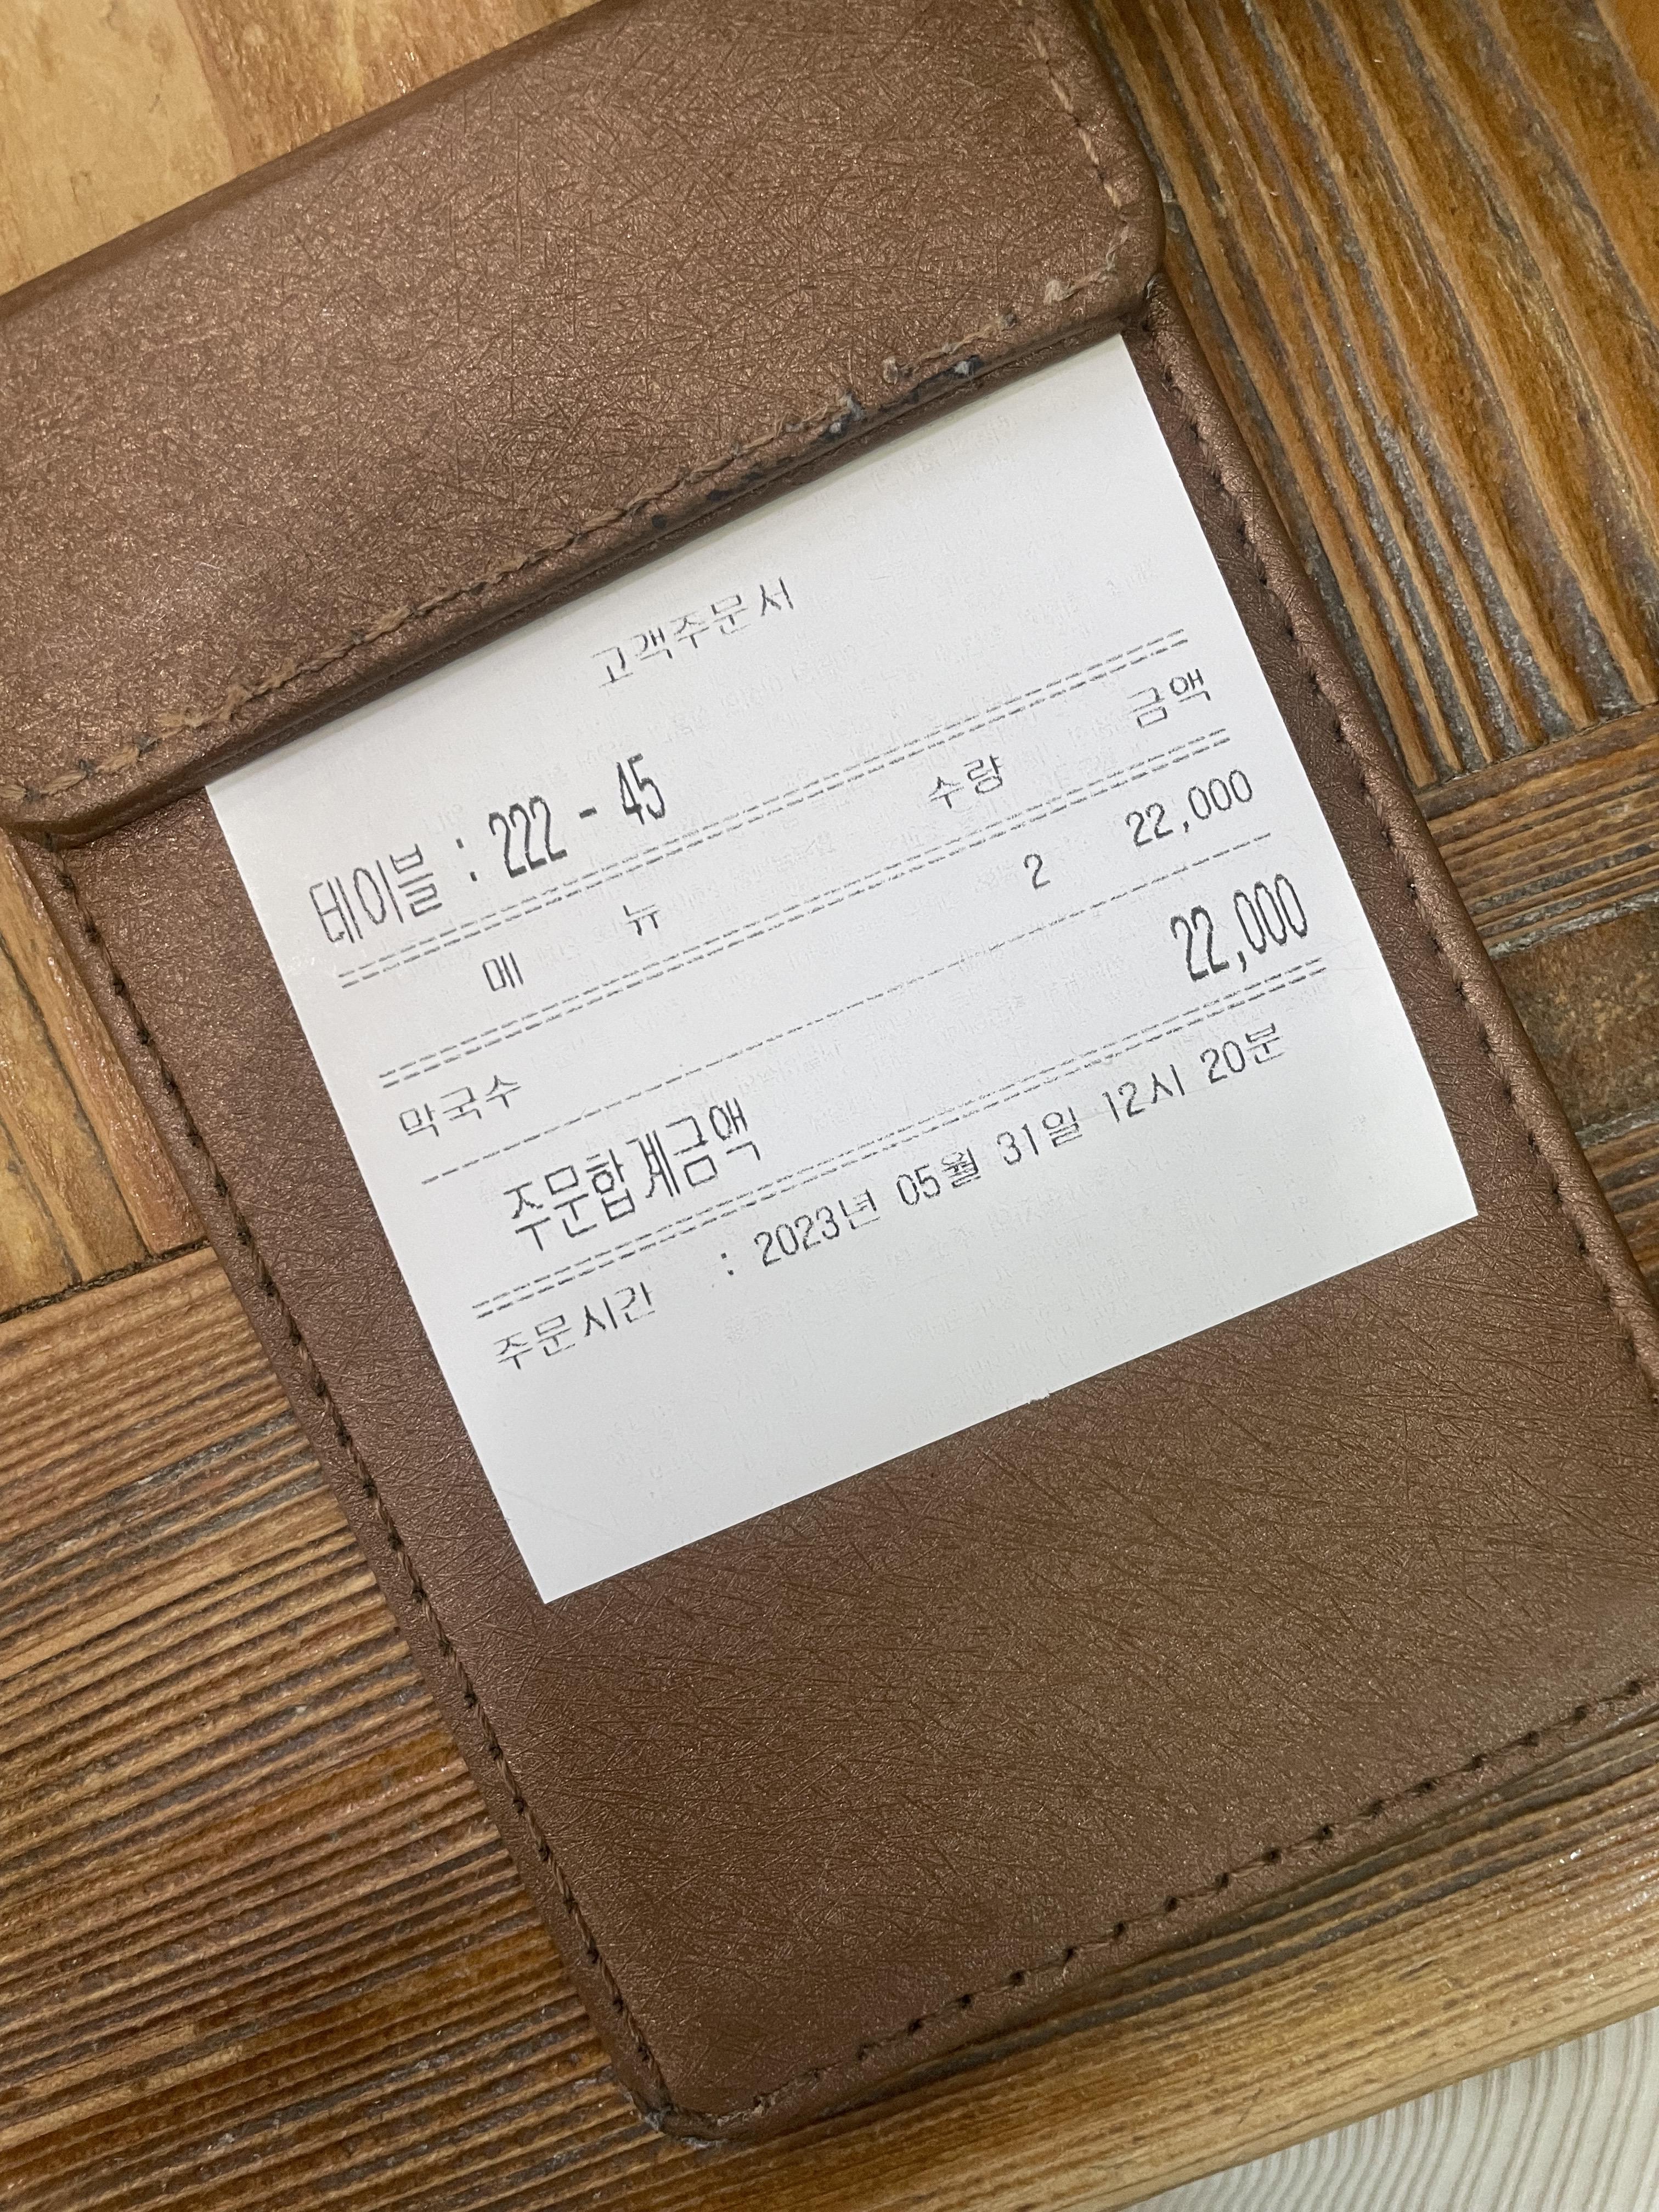 고객주문서
테이블 : 222 - 45
메 뉴 수량 금액
막국수 2 22,000
주문합계금액 22,000
주문시간 : 2023년 05월 31일 12시 20분